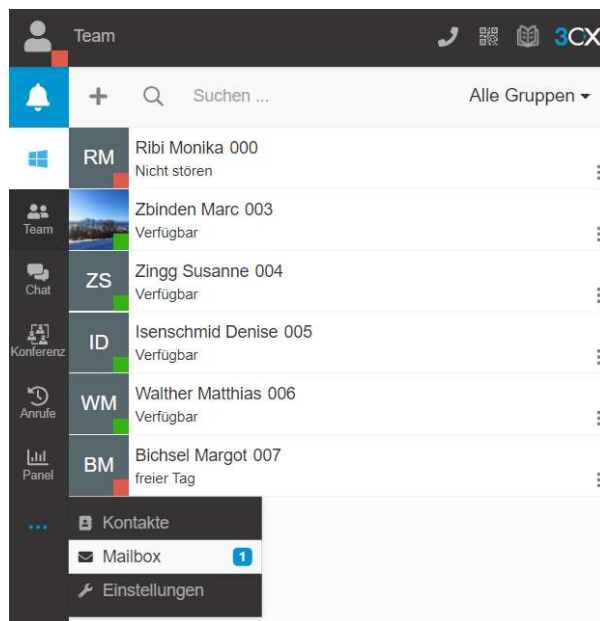 Team
3CX
Suchen ...
Alle Gruppen
RM
Ribi Monika 000
Nicht stören
Zbinden Marc 003
Verfügbar
ZS
Zingg Susanne 004
Verfügbar
ID
Isenschmid Denise 005
Verfügbar
WM
Walther Matthias 006
Verfügbar
BM
Bichsel Margot 007
freier Tag
Team
Chat
Konferenz
Anrufe
Panel
Kontakte
Mailbox 1
Einstellungen